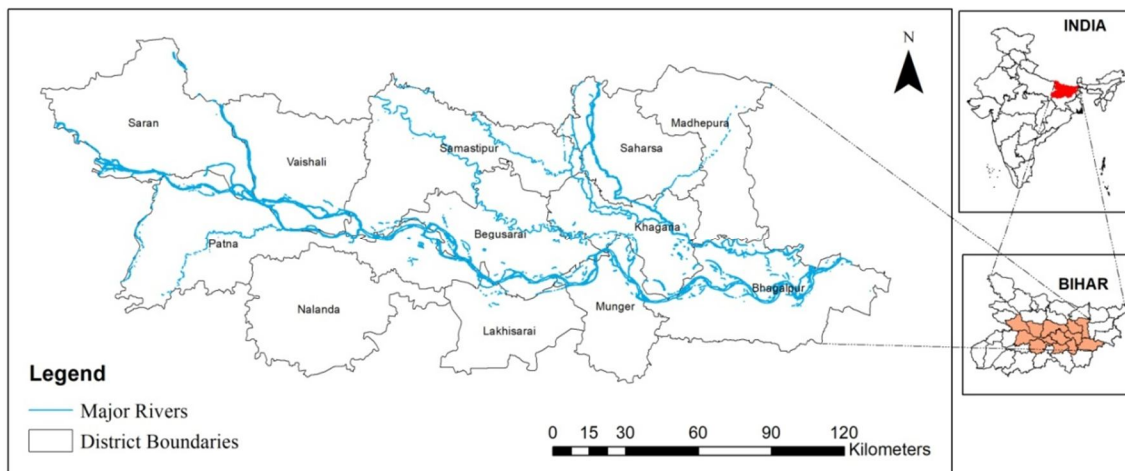 N
INDIA
Saran
Vaishali
Samastipur
Madhepura
Saharsa
Patna
Begusarai
Khagaria
Nalanda
Lakhisarai
Munger
Bhagalpur
BIHAR
Legend
Major Rivers
District Boundaries
0 15 30 60 90 120
Kilometers